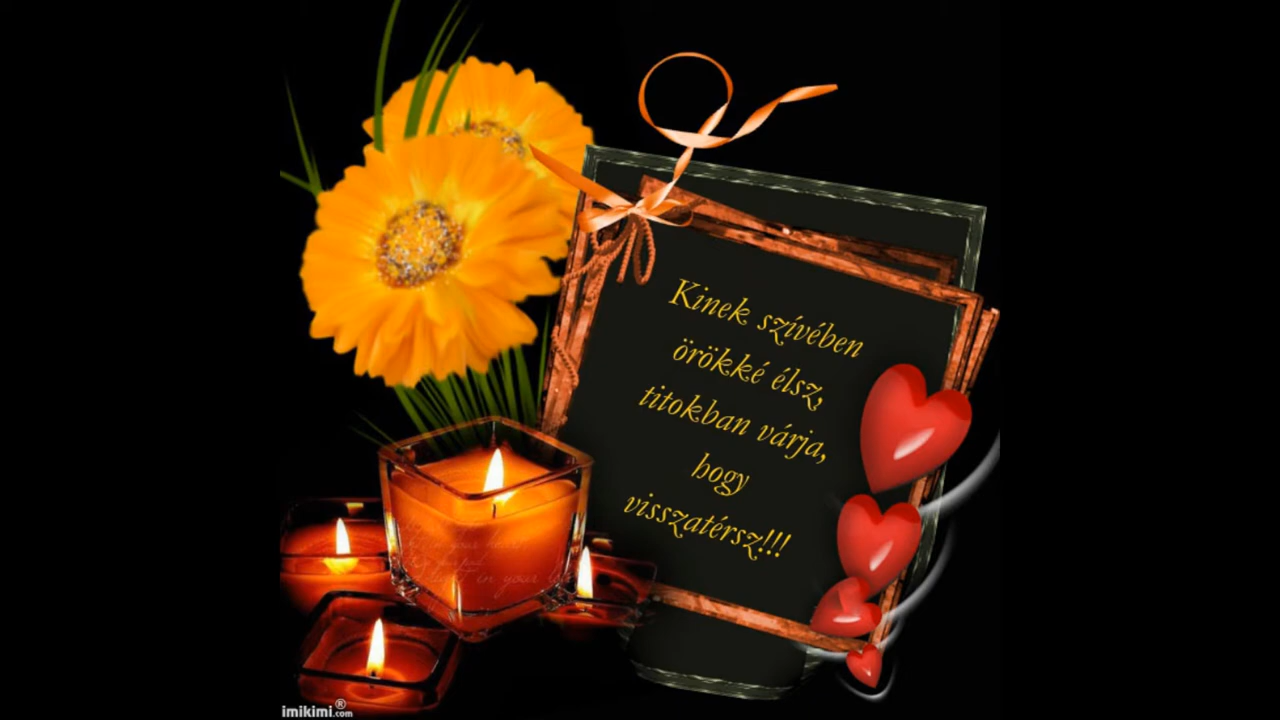 Kinek szívében
örökké élsz,
titokban várja,
hogy
visszatérsz!!!
imikimi®.com